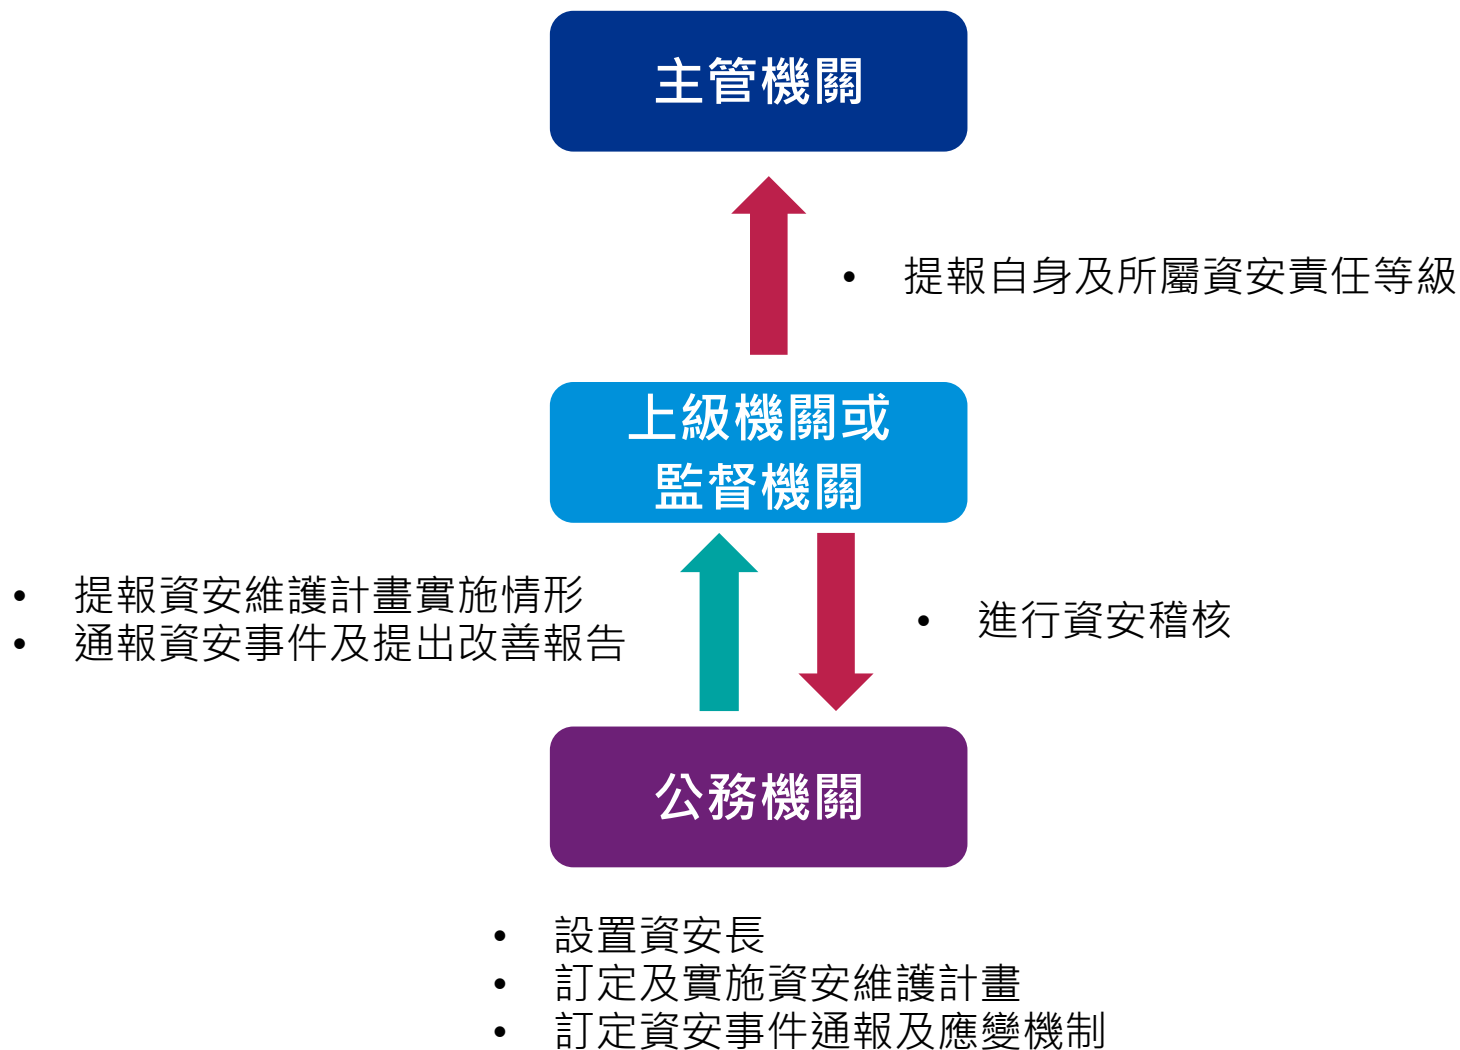 主管機關
• 提報自身及所屬資安責任等級
上級機關或
監督機關
• 提報資安維護計畫實施情形
• 通報資安事件及提出改善報告
• 進行資安稽核
公務機關
• 設置資安長
• 訂定及實施資安維護計畫
• 訂定資安事件通報及應變機制